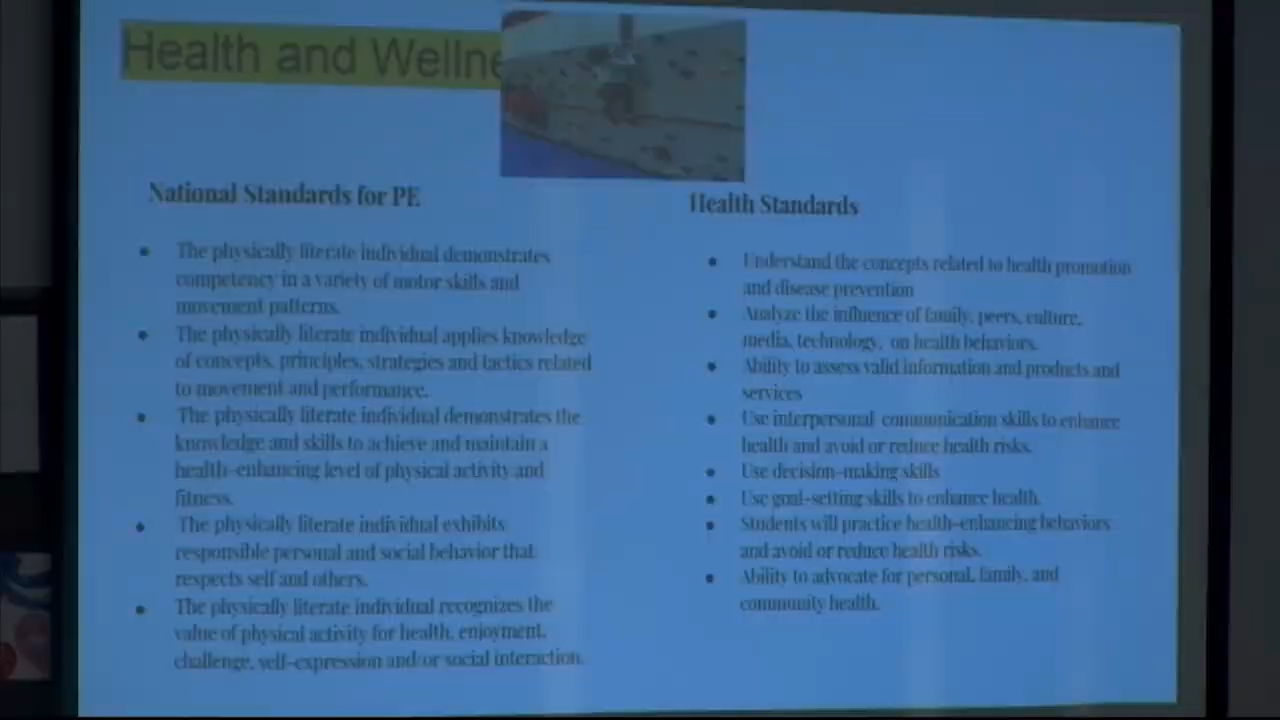 Health and Wellne
National Standards for PE
• The physically literate individual demonstrates
competency in a variety of motor skills and
movement patterns.
• The physically literate individual applies knowledge
of concepts, principles, strategies and tactics related
to movement and performance.
• The physically literate individual demonstrates the
knowledge and skills to achieve and maintain a
health-enhancing level of physical activity and
fitness.
• The physically literate individual exhibits
responsible personal and social behavior that
respects self and others.
• The physically literate individual recognizes the
value of physical activity for health, enjoyment,
challenge, self-expression and/or social interaction.
Health Standards
• Understand the concepts related to health promotion
and disease prevention
• Analyze the influence of family, peers, culture,
media, technology, on health behaviors.
• Ability to assess valid information and products and
services
• Use interpersonal communication skills to enhance
health and avoid or reduce health risks.
• Use decision-making skills
• Use goal-setting skills to enhance health.
• Students will practice health-enhancing behaviors
and avoid or reduce health risks.
• Ability to advocate for personal, family, and
community health.